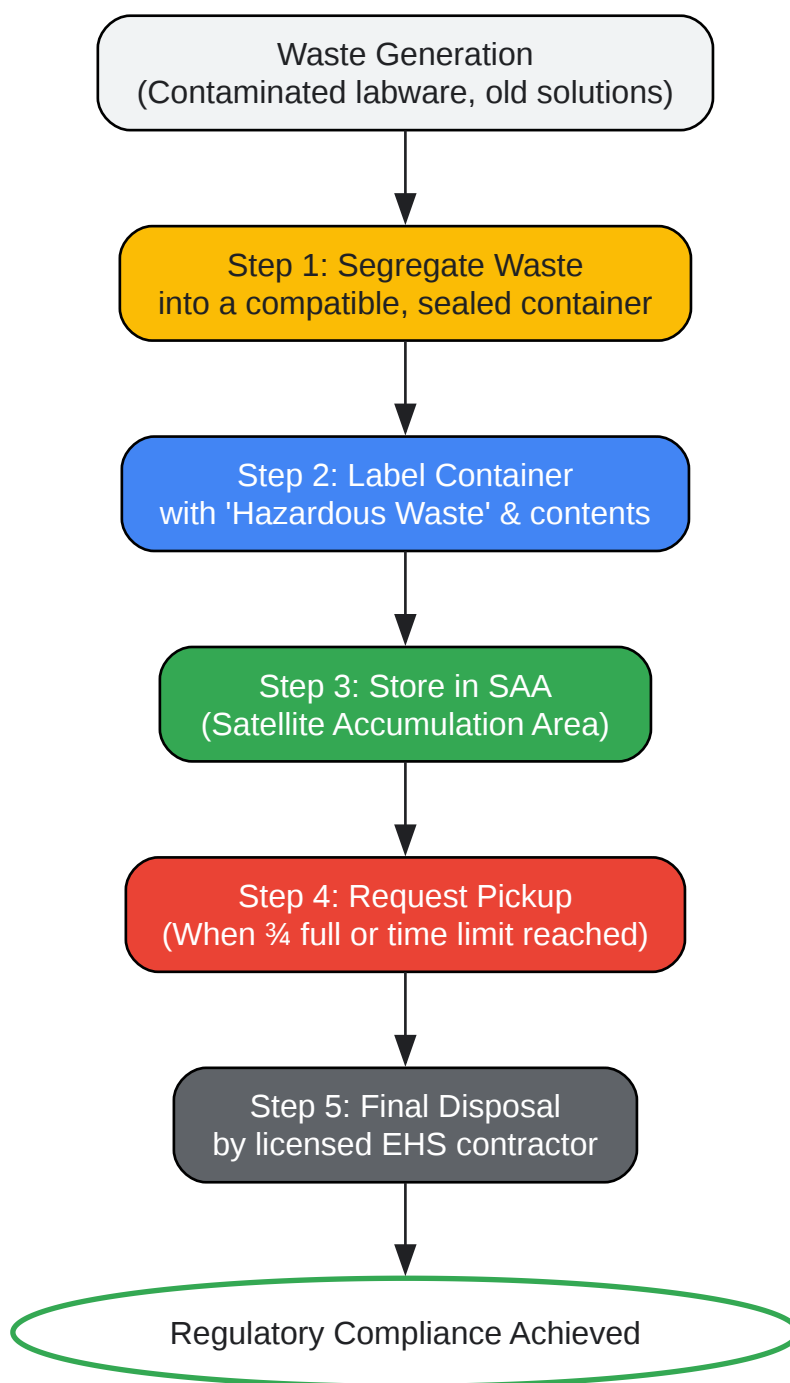 Waste Generation
(Contaminated labware, old solutions)
Step 1: Segregate Waste
into a compatible, sealed container
Step 2: Label Container
with 'Hazardous Waste' & contents
Step 3: Store in SAA
(Satellite Accumulation Area)
Step 4: Request Pickup
(When ¾ full or time limit reached)
Step 5: Final Disposal
by licensed EHS contractor
Regulatory Compliance Achieved